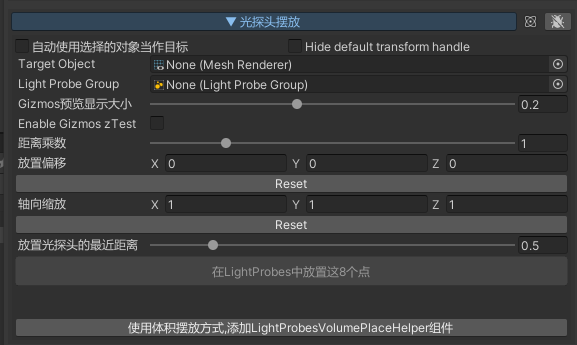 ▼ 光探头摆放
自动使用选择的对象当作目标 Hide default transform handle
Target Object None (Mesh Renderer)
Light Probe Group None (Light Probe Group)
Gizmos预览显示大小 0.2
Enable Gizmos zTest
距离乘数 1
放置偏移 X 0 Y 0 Z 0
Reset
轴向缩放 X 1 Y 1 Z 1
Reset
放置光探头的最近距离 0.5
在LightProbes中放置这8个点
使用体积摆放方式,添加LightProbesVolumePlaceHelper组件